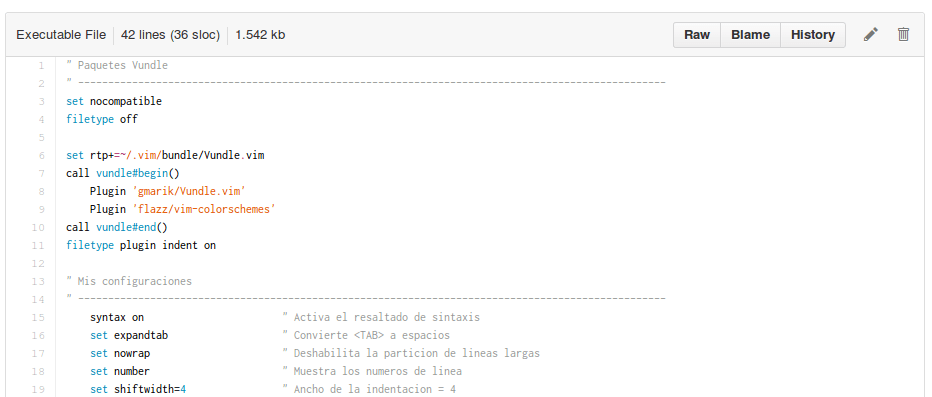 Executable File 42 lines (36 sloc) 1.542 kb Raw Blame History
1 " Paquetes Vundle
2 " --------------------------------------------------------------------------------------------------
3 set nocompatible
4 filetype off
5
6 set rtp+=~/.vim/bundle/Vundle.vim
7 call vundle#begin()
8     Plugin 'gmarik/Vundle.vim'
9     Plugin 'flazz/vim-colorschemes'
10 call vundle#end()
11 filetype plugin indent on
12
13 " Mis configuraciones
14 " --------------------------------------------------------------------------------------------------
15     syntax on                       " Activa el resaltado de sintaxis
16     set expandtab                   " Convierte <TAB> a espacios
17     set nowrap                      " Deshabilita la particion de lineas largas
18     set number                      " Muestra los numeros de linea
19     set shiftwidth=4                " Ancho de la indentacion = 4